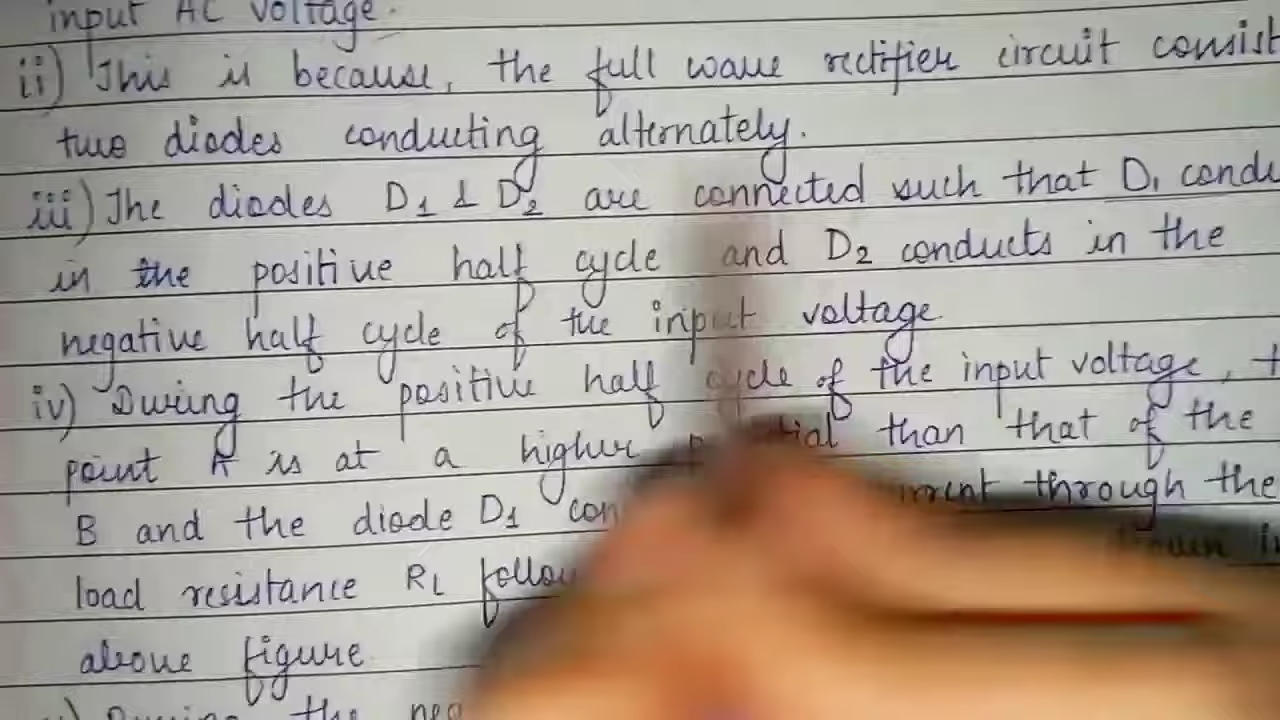 input AC voltage.
ii) This is because, the full wave rectifier circuit consist
two diodes conducting alternately.
iii) The diodes D1 & D2 are connected such that D1 condu
in the positive half cycle and D2 conducts in the
negative half cycle of the input voltage
iv) During the positive half cycle of the input voltage, t
point A is at a higher than that of the
B and the diode D1 con through the
load resistance RL follow
above figure
the neg